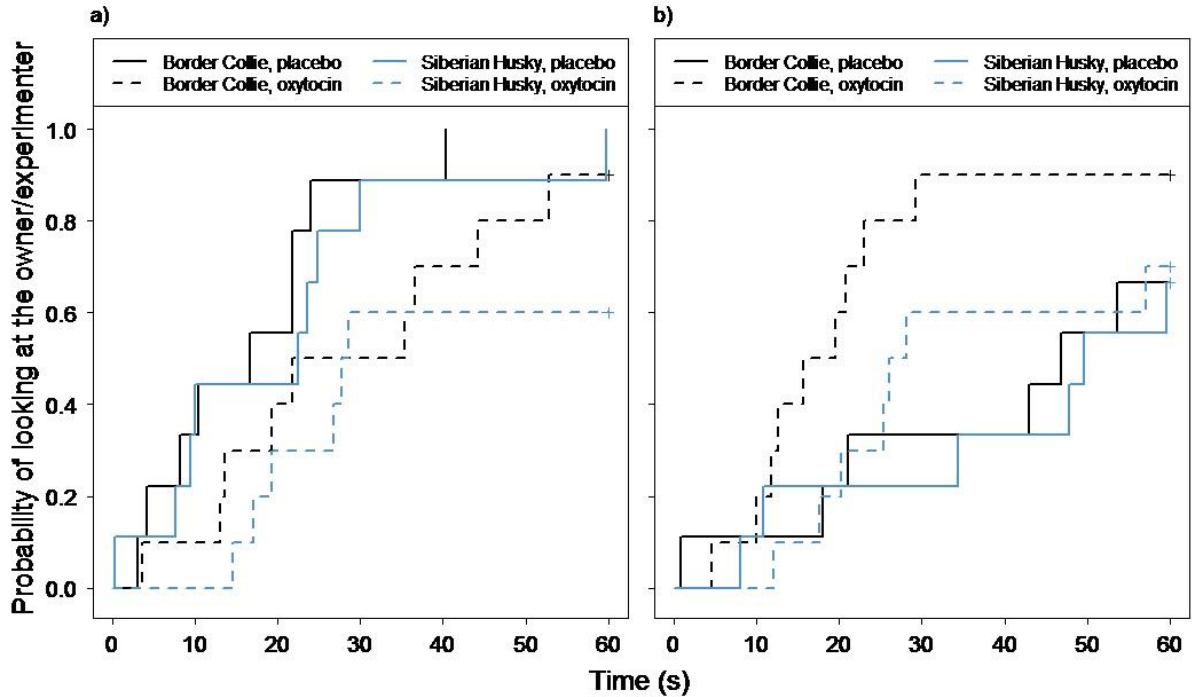 a)
Border Collie, placebo
Border Collie, oxytocin
Siberian Husky, placebo
Siberian Husky, oxytocin
b)
Border Collie, placebo
Border Collie, oxytocin
Siberian Husky, placebo
Siberian Husky, oxytocin
Probability of looking at the owner/experimenter
1.0
0.8
0.6
0.4
0.2
0.0
0 10 20 30 40 50 60
0 10 20 30 40 50 60
Time (s)